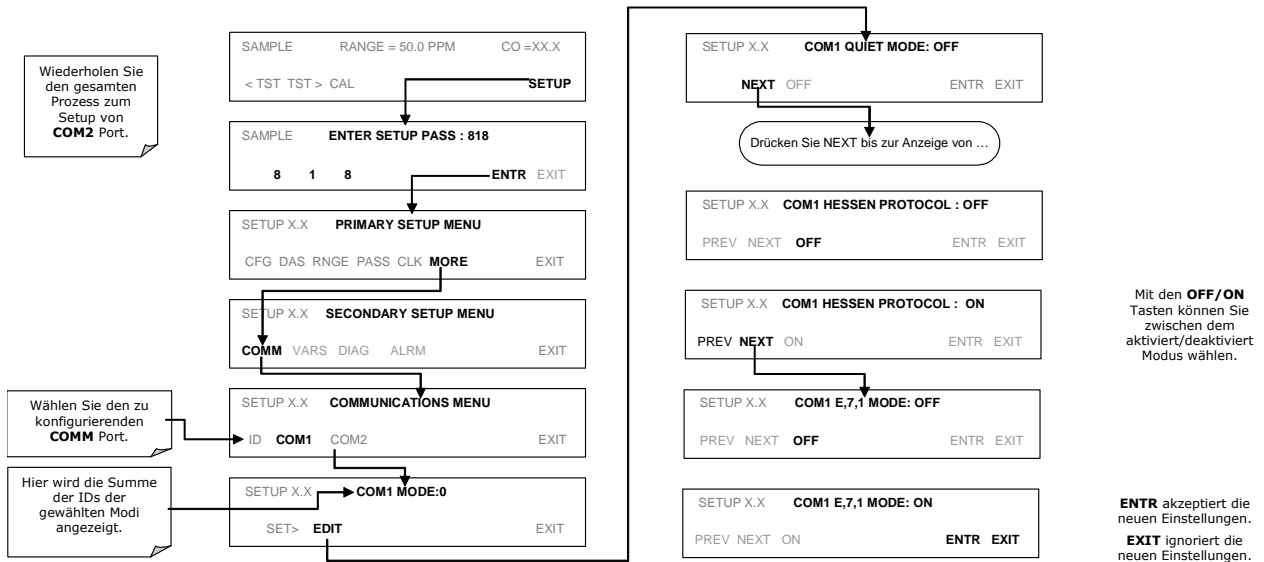 Wiederholen Sie
den gesamten
Prozess zum
Setup von
COM2 Port.
SAMPLE RANGE = 50.0 PPM CO =XX.X
< TST TST > CAL SETUP
SAMPLE ENTER SETUP PASS : 818
8 1 8 ENTR EXIT
SETUP X.X PRIMARY SETUP MENU
CFG DAS RNGE PASS CLK MORE EXIT
SETUP X.X SECONDARY SETUP MENU
COMM VARS DIAG ALRM EXIT
Wählen Sie den zu
konfigurierenden
COMM Port.
SETUP X.X COMMUNICATIONS MENU
ID COM1 COM2 EXIT
Hier wird die Summe
der IDs der
gewählten Modi
angezeigt.
SETUP X.X COM1 MODE:0
SET> EDIT EXIT
SETUP X.X COM1 QUIET MODE: OFF
NEXT OFF ENTR EXIT
Drücken Sie NEXT bis zur Anzeige von …
SETUP X.X COM1 HESSEN PROTOCOL : OFF
PREV NEXT OFF ENTR EXIT
SETUP X.X COM1 HESSEN PROTOCOL : ON
PREV NEXT ON ENTR EXIT
Mit den OFF/ON
Tasten können Sie
zwischen dem
aktiviert/deaktiviert
Modus wählen.
SETUP X.X COM1 E,7,1 MODE: OFF
PREV NEXT OFF ENTR EXIT
SETUP X.X COM1 E,7,1 MODE: ON
PREV NEXT ON ENTR EXIT
ENTR akzeptiert die
neuen Einstellungen.
EXIT ignoriert die
neuen Einstellungen.